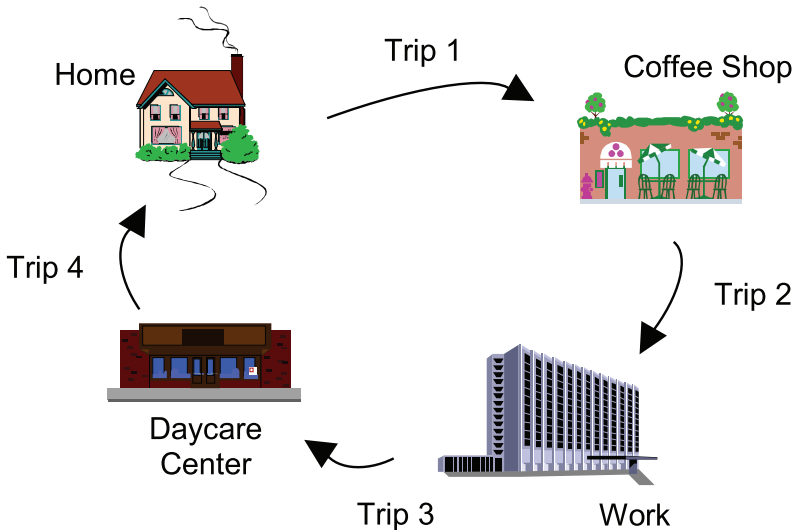 Home
Trip 1
Coffee Shop
Trip 4
Trip 2
Daycare
Center
Trip 3
Work